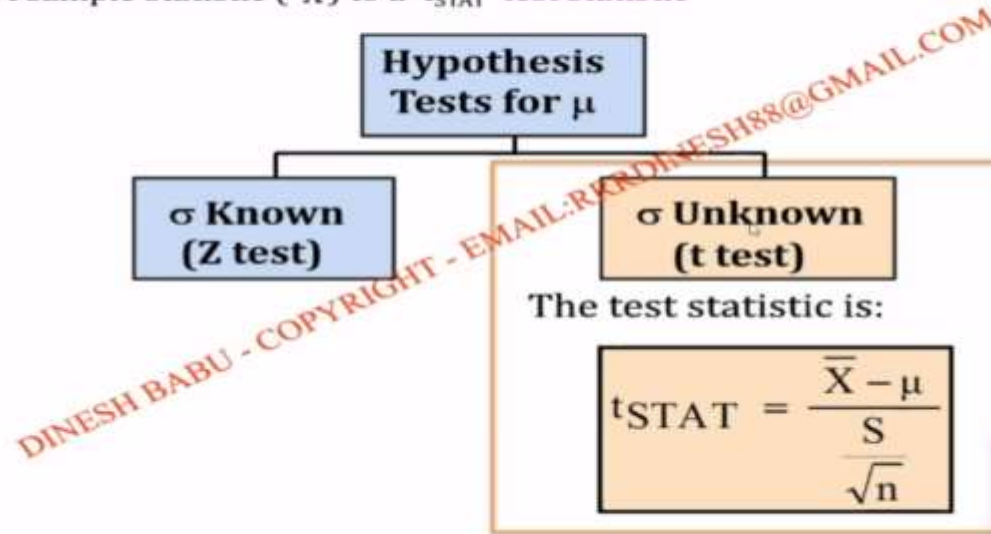 Hypothesis
Tests for μ
σ Known
(Z test)
σ Unknown
(t test)
The test statistic is:
tSTAT = X̅ − μ
S
√n
DINESH BABU - COPYRIGHT - EMAIL:RKRDINESH88@GMAIL.COM